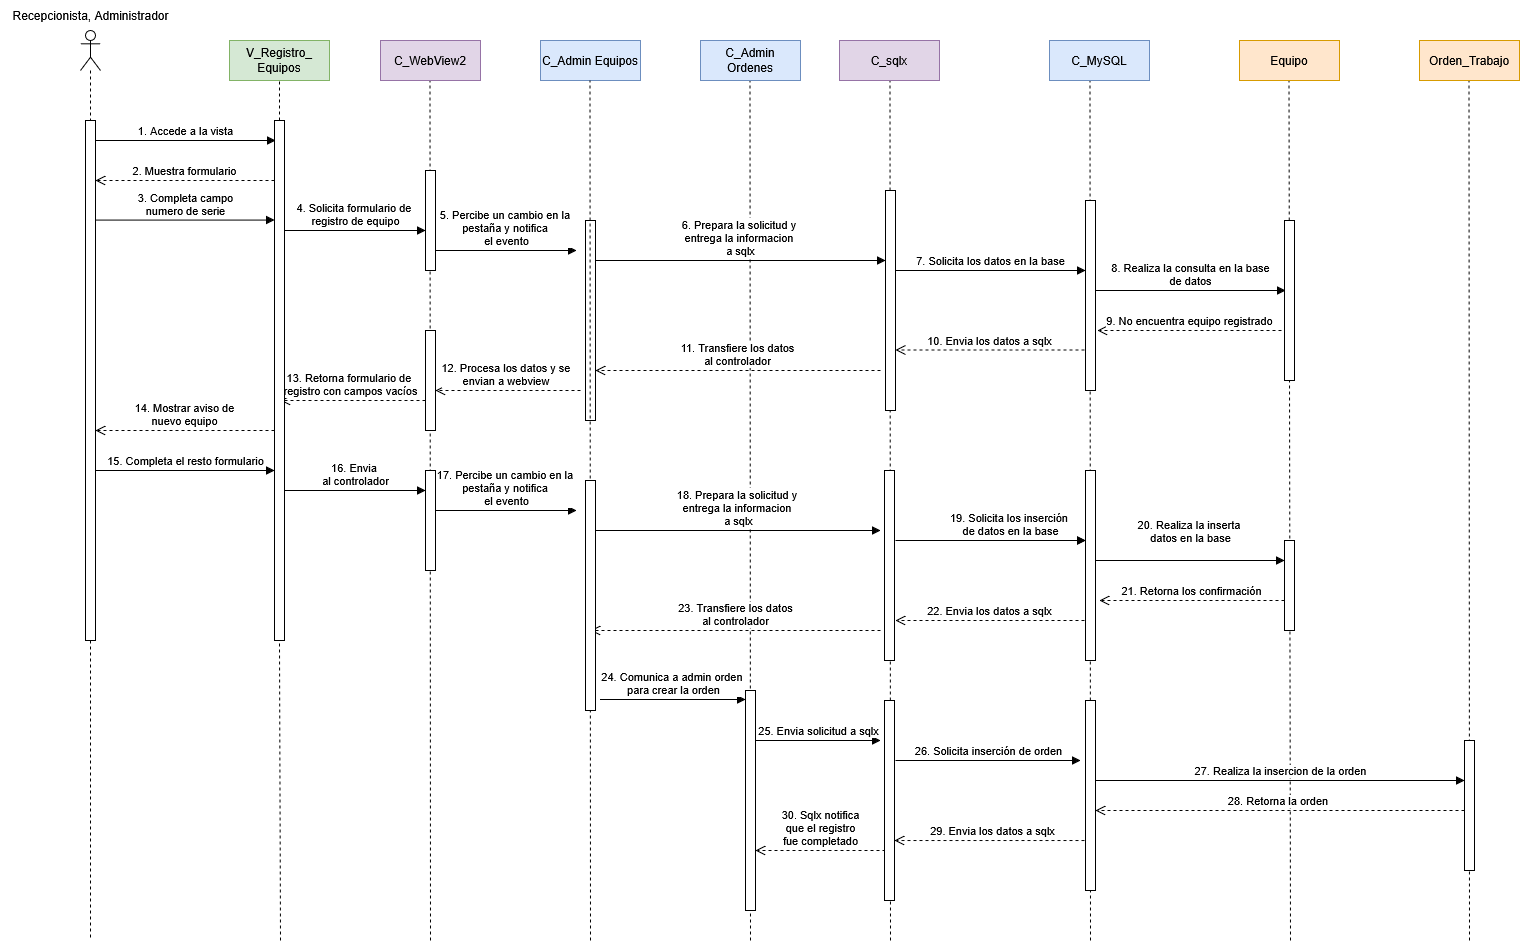 Recepcionista, Administrador
V_Registro_
Equipos
C_WebView2
C_Admin Equipos
C_Admin
Ordenes
C_sqlx
C_MySQL
Equipo
Orden_Trabajo
1. Accede a la vista
2. Muestra formulario
3. Completa campo
numero de serie
4. Solicita formulario de
registro de equipo
5. Percibe un cambio en la
pestaña y notifica
el evento
6. Prepara la solicitud y
entrega la informacion
a sqlx
7. Solicita los datos en la base
8. Realiza la consulta en la base
de datos
9. No encuentra equipo registrado
10. Envia los datos a sqlx
11. Transfiere los datos
al controlador
12. Procesa los datos y se
envian a webview
13. Retorna formulario de
registro con campos vacíos
14. Mostrar aviso de
nuevo equipo
15. Completa el resto formulario
16. Envia
al controlador
17. Percibe un cambio en la
pestaña y notifica
el evento
18. Prepara la solicitud y
entrega la informacion
a sqlx
19. Solicita los inserción
de datos en la base
20. Realiza la inserta
datos en la base
21. Retorna los confirmación
22. Envia los datos a sqlx
23. Transfiere los datos
al controlador
24. Comunica a admin orden
para crear la orden
25. Envia solicitud a sqlx
26. Solicita inserción de orden
27. Realiza la insercion de la orden
28. Retorna la orden
29. Envia los datos a sqlx
30. Sqlx notifica
que el registro
fue completado